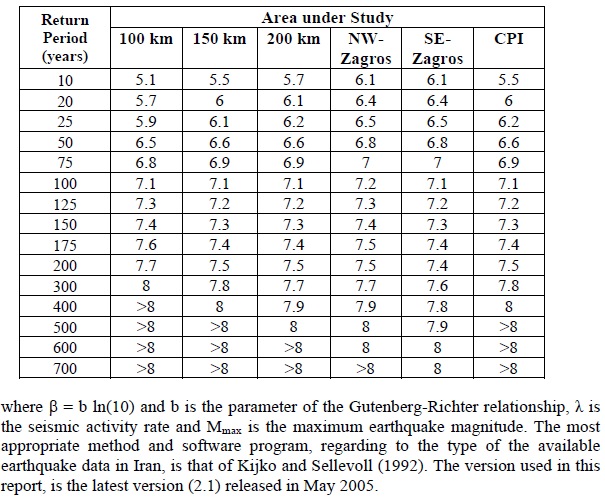 Return Period (years) Area under Study
100 km 150 km 200 km NW-Zagros SE-Zagros CPI
10 5.1 5.5 5.7 6.1 6.1 5.5
20 5.7 6 6.1 6.4 6.4 6
25 5.9 6.1 6.2 6.5 6.5 6.2
50 6.5 6.6 6.6 6.8 6.8 6.6
75 6.8 6.9 6.9 7 7 6.9
100 7.1 7.1 7.1 7.2 7.1 7.1
125 7.3 7.2 7.2 7.3 7.2 7.2
150 7.4 7.3 7.3 7.4 7.3 7.3
175 7.6 7.4 7.4 7.5 7.4 7.4
200 7.7 7.5 7.5 7.5 7.4 7.5
300 8 7.8 7.7 7.7 7.6 7.8
400 >8 8 7.9 7.9 7.8 8
500 >8 >8 8 8 7.9 >8
600 >8 >8 >8 8 8 >8
700 >8 >8 >8 >8 8 >8
where β = b ln(10) and b is the parameter of the Gutenberg-Richter relationship, λ is
the seismic activity rate and Mmax is the maximum earthquake magnitude. The most
appropriate method and software program, regarding to the type of the available
earthquake data in Iran, is that of Kijko and Sellevoll (1992). The version used in this
report, is the latest version (2.1) released in May 2005.